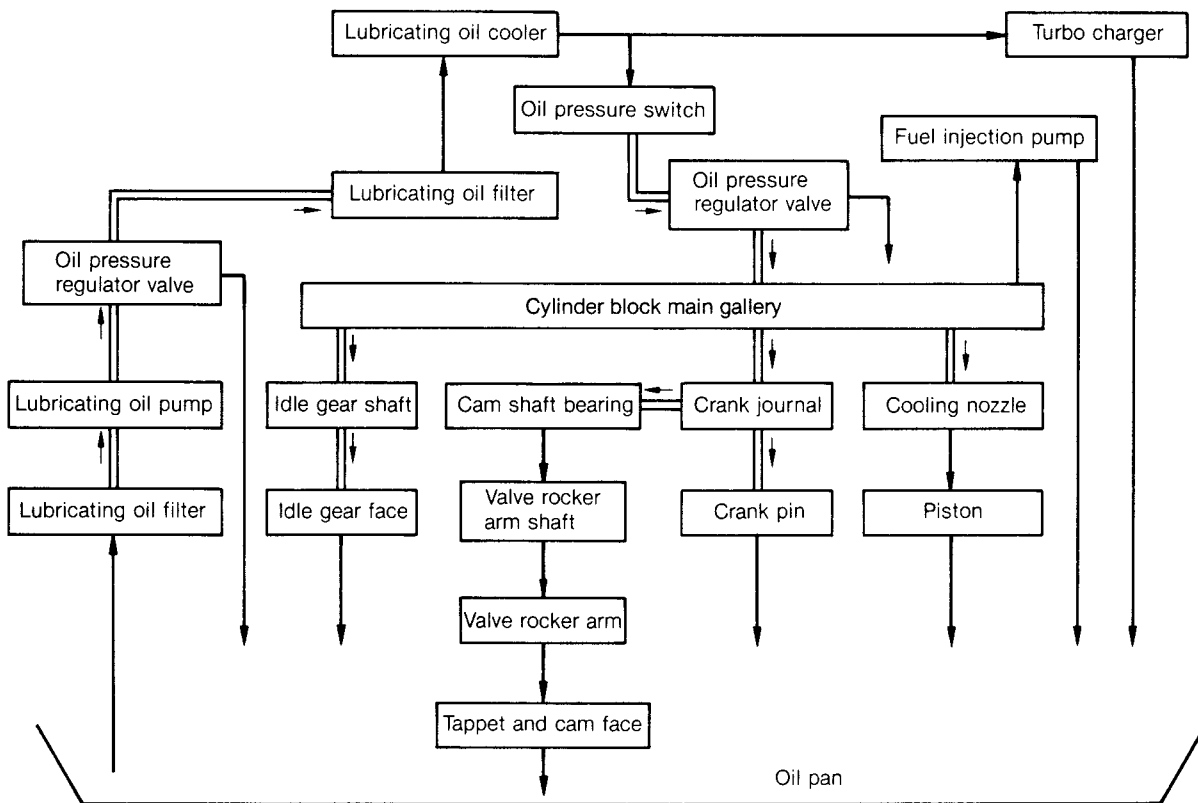 Lubricating oil cooler
Turbo charger
Oil pressure switch
Fuel injection pump
Lubricating oil filter
Oil pressure
regulator valve
Oil pressure
regulator valve
Cylinder block main gallery
Lubricating oil pump
Idle gear shaft
Cam shaft bearing
Crank journal
Cooling nozzle
Lubricating oil filter
Idle gear face
Valve rocker
arm shaft
Crank pin
Piston
Valve rocker arm
Tappet and cam face
Oil pan